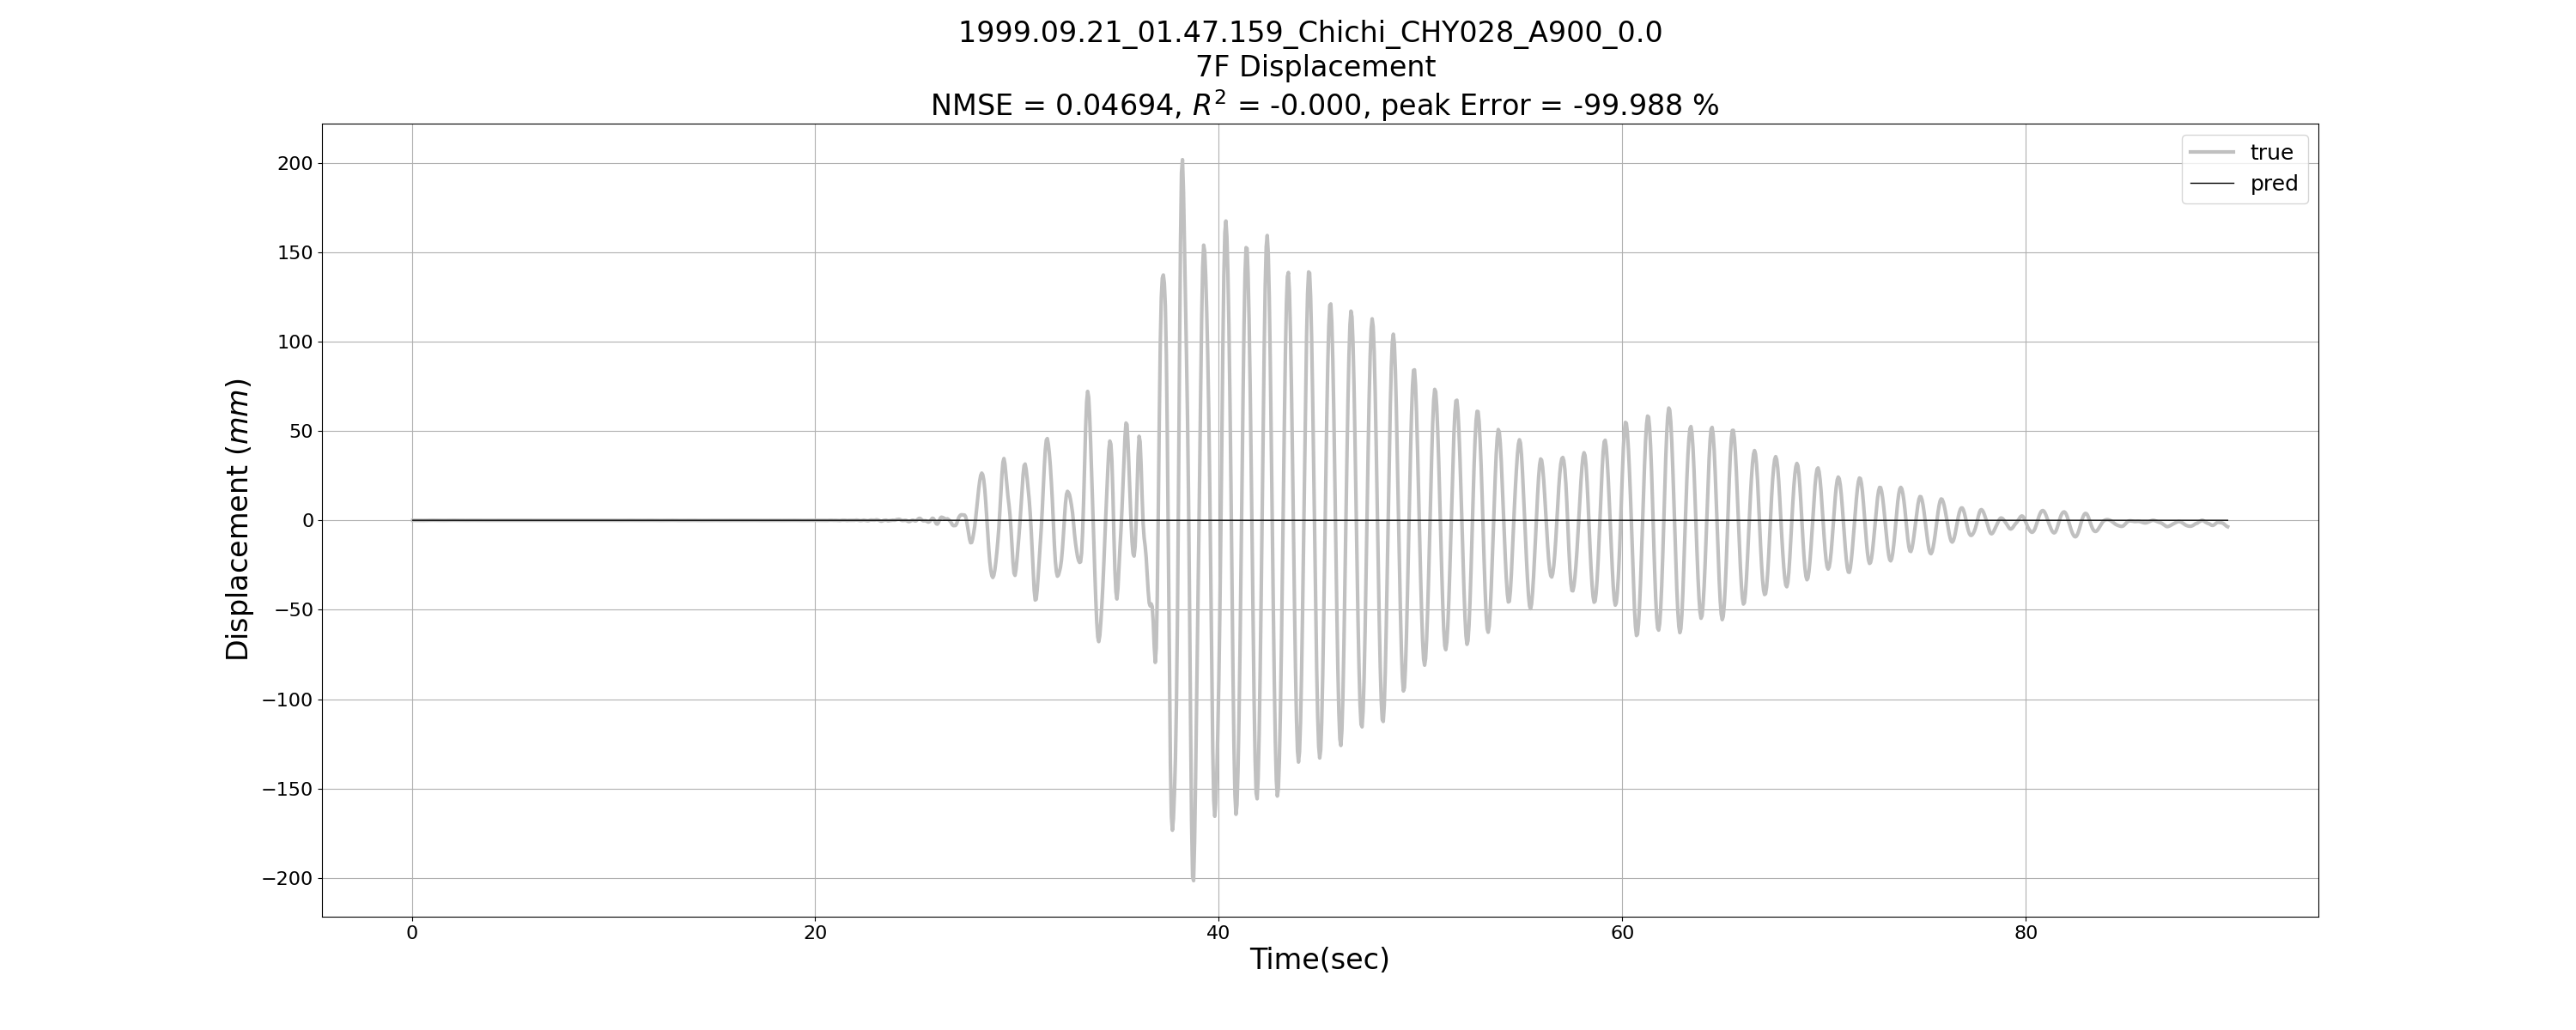 1999.09.21_01.47.159_Chichi_CHY028_A900_0.0
7F Displacement
NMSE = 0.04694, R² = -0.000, peak Error = -99.988 %
true
pred
200
150
100
50
0
−50
−100
−150
−200
Displacement (mm)
0 20 40 60 80
Time(sec)